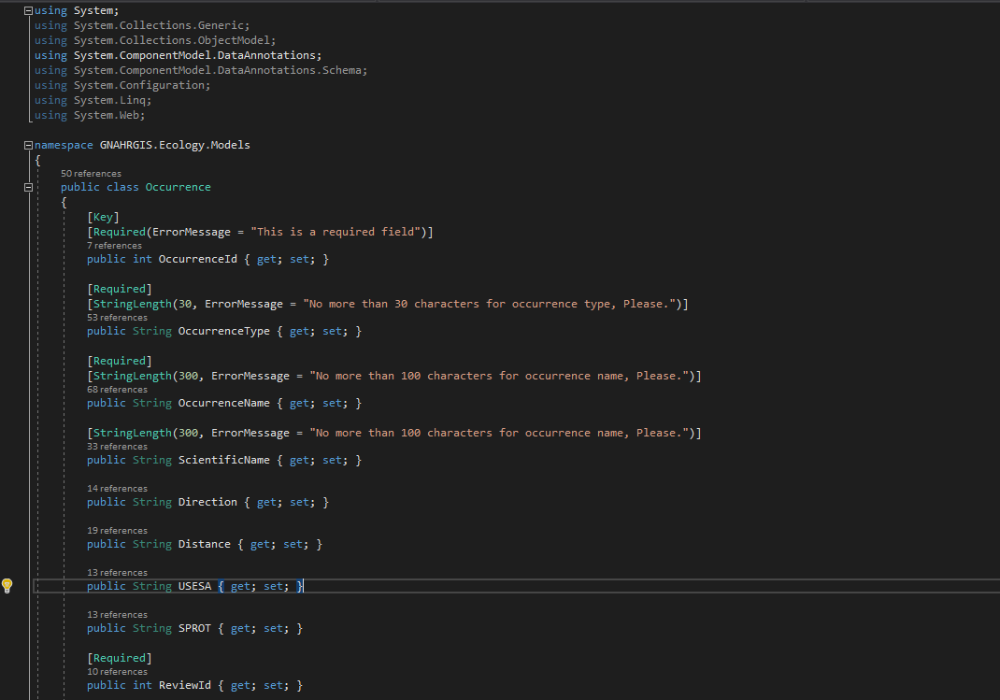 using System;
using System.Collections.Generic;
using System.Collections.ObjectModel;
using System.ComponentModel.DataAnnotations;
using System.ComponentModel.DataAnnotations.Schema;
using System.Configuration;
using System.Linq;
using System.Web;
namespace GNAHRGIS.Ecology.Models
{
50 references
public class Occurrence
{
[Key]
[Required(ErrorMessage = "This is a required field")]
7 references
public int OccurrenceId { get; set; }
[Required]
[StringLength(30, ErrorMessage = "No more than 30 characters for occurrence type, Please.")]
53 references
public String OccurrenceType { get; set; }
[Required]
[StringLength(300, ErrorMessage = "No more than 100 characters for occurrence name, Please.")]
68 references
public String OccurrenceName { get; set; }
[StringLength(300, ErrorMessage = "No more than 100 characters for occurrence name, Please.")]
33 references
public String ScientificName { get; set; }
14 references
public String Direction { get; set; }
19 references
public String Distance { get; set; }
13 references
public String USESA { get; set; }
13 references
public String SPROT { get; set; }
[Required]
10 references
public int ReviewId { get; set; }